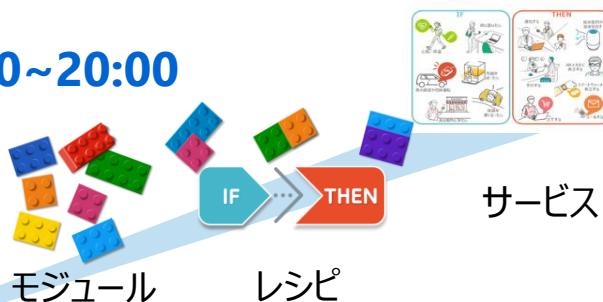 0~20:00
IF
THEN
IF
THEN
モジュール
レシピ
サービス